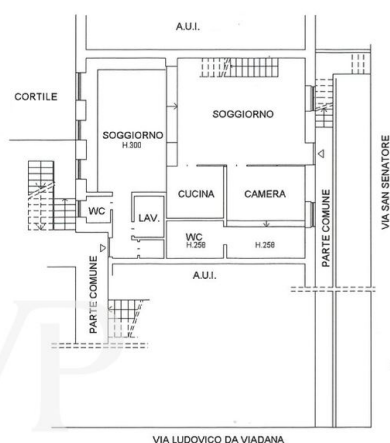 A.U.I.
CORTILE
SOGGIORNO
H.300
SOGGIORNO
VIA SAN SENATORE
WC
LAV.
CUCINA
CAMERA
PARTE COMUNE
WC
H.258
H.258
PARTE COMUNE
A.U.I.
VIA LUDOVICO DA VIADANA
VP